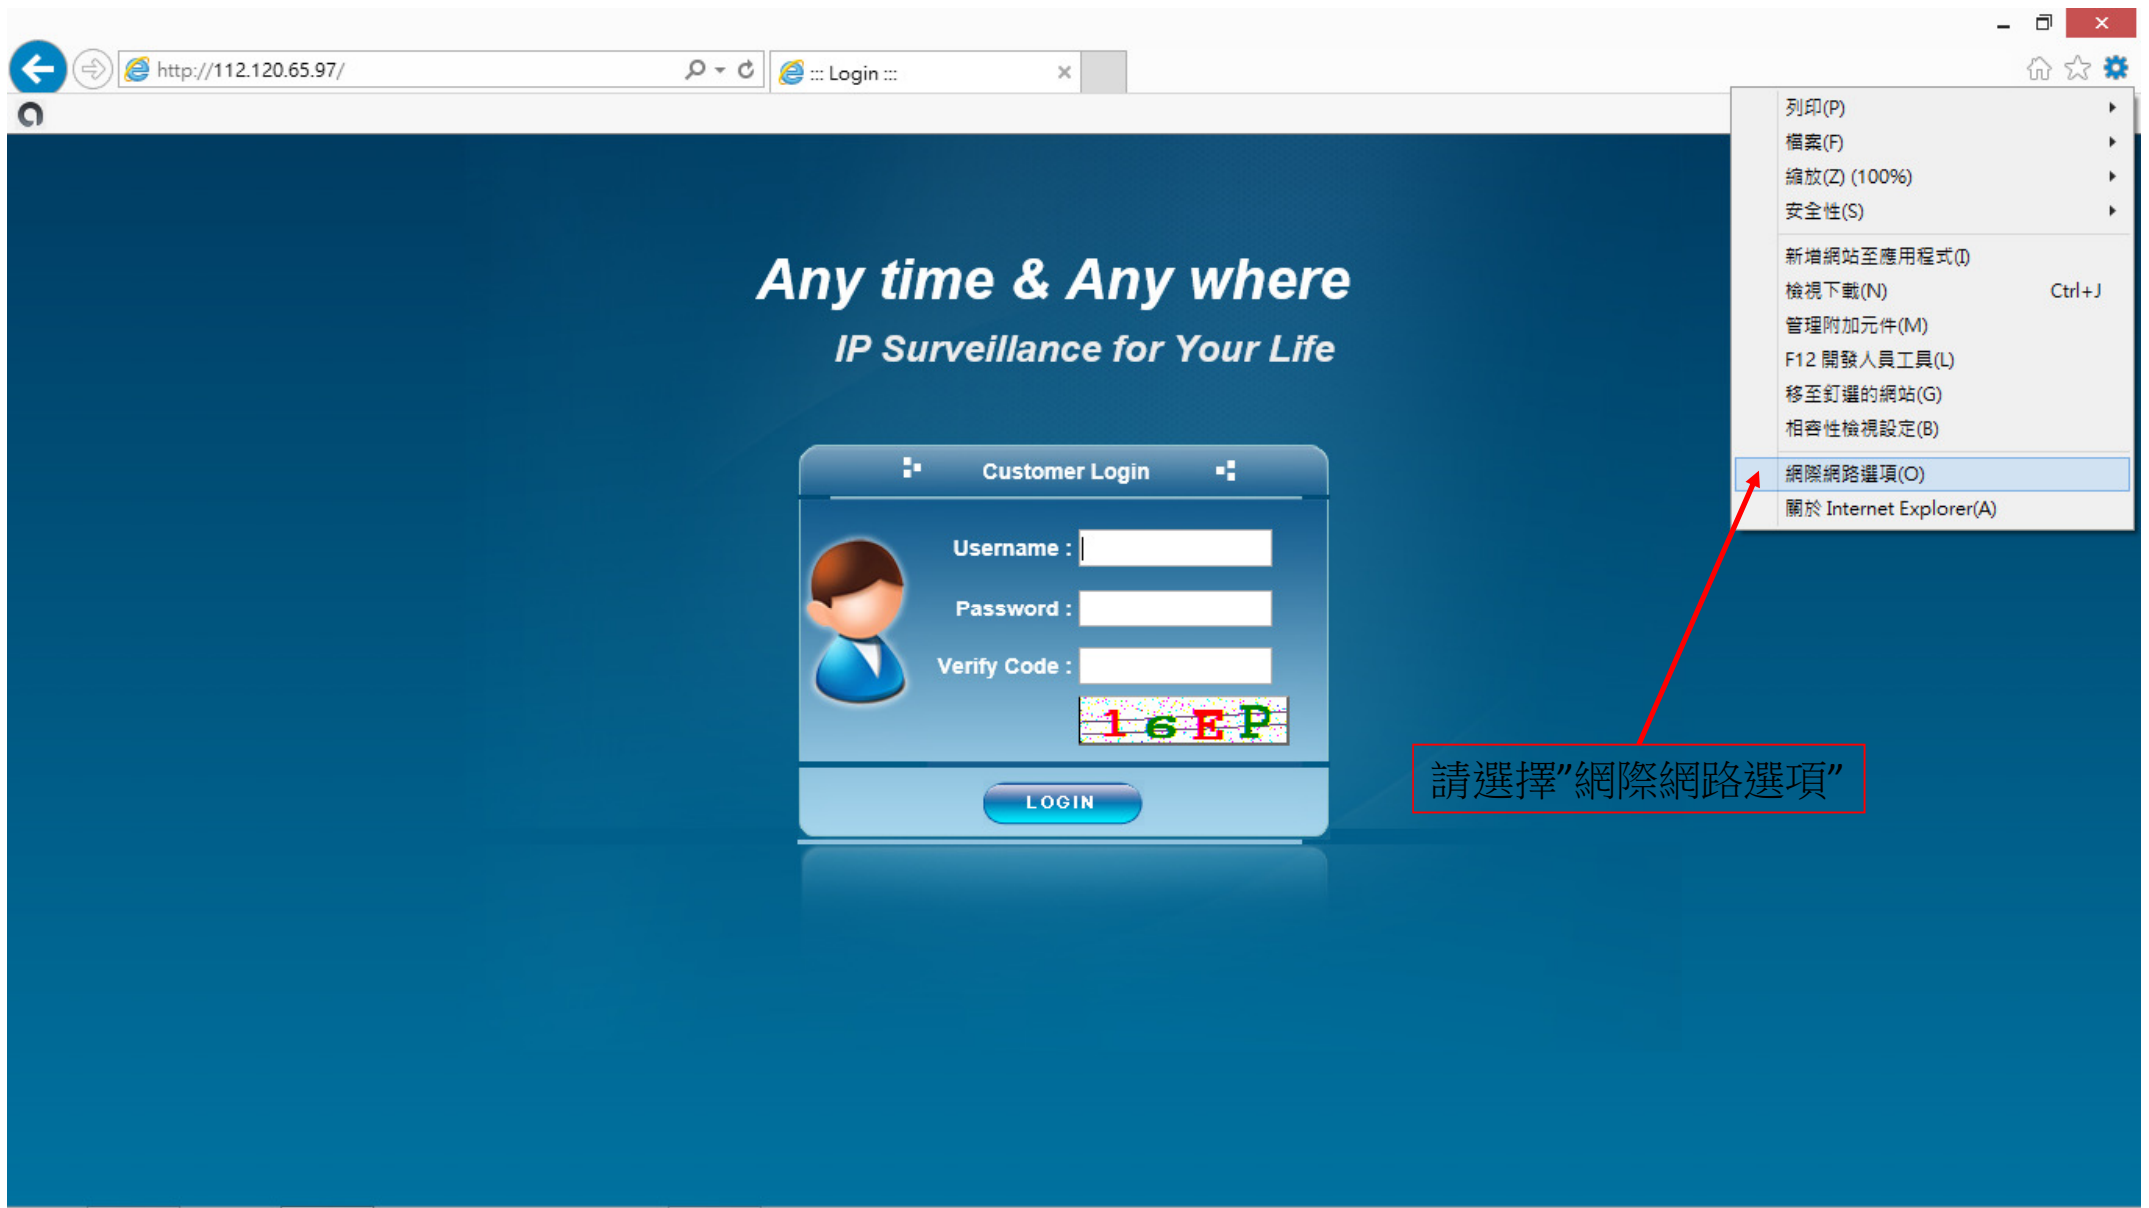 http://112.120.65.97/
::: Login :::
列印(P)
檔案(F)
縮放(Z) (100%)
安全性(S)
新增網站至應用程式(I)
檢視下載(N) Ctrl+J
管理附加元件(M)
F12 開發人員工具(L)
移至釘選的網站(G)
相容性檢視設定(B)
網際網路選項(O)
關於 Internet Explorer(A)
Any time & Any where
IP Surveillance for Your Life
Customer Login
Username :
Password :
Verify Code :
16EP
LOGIN
請選擇”網際網路選項”